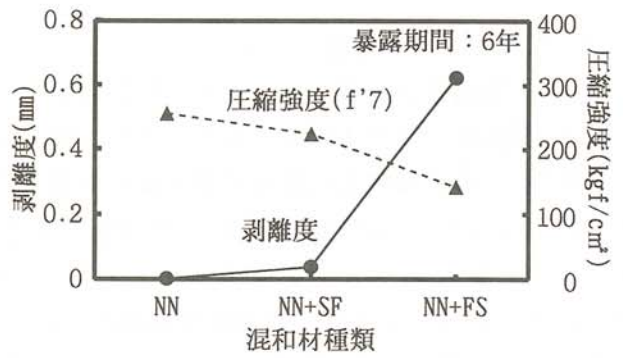 暴露期間：6年
圧縮強度(f'7)
剥離度
剥離度(㎜)
0.8
0.6
0.4
0.2
0
圧縮強度(kgf/c㎡)
400
300
200
100
0
NN
NN+SF
NN+FS
混和材種類